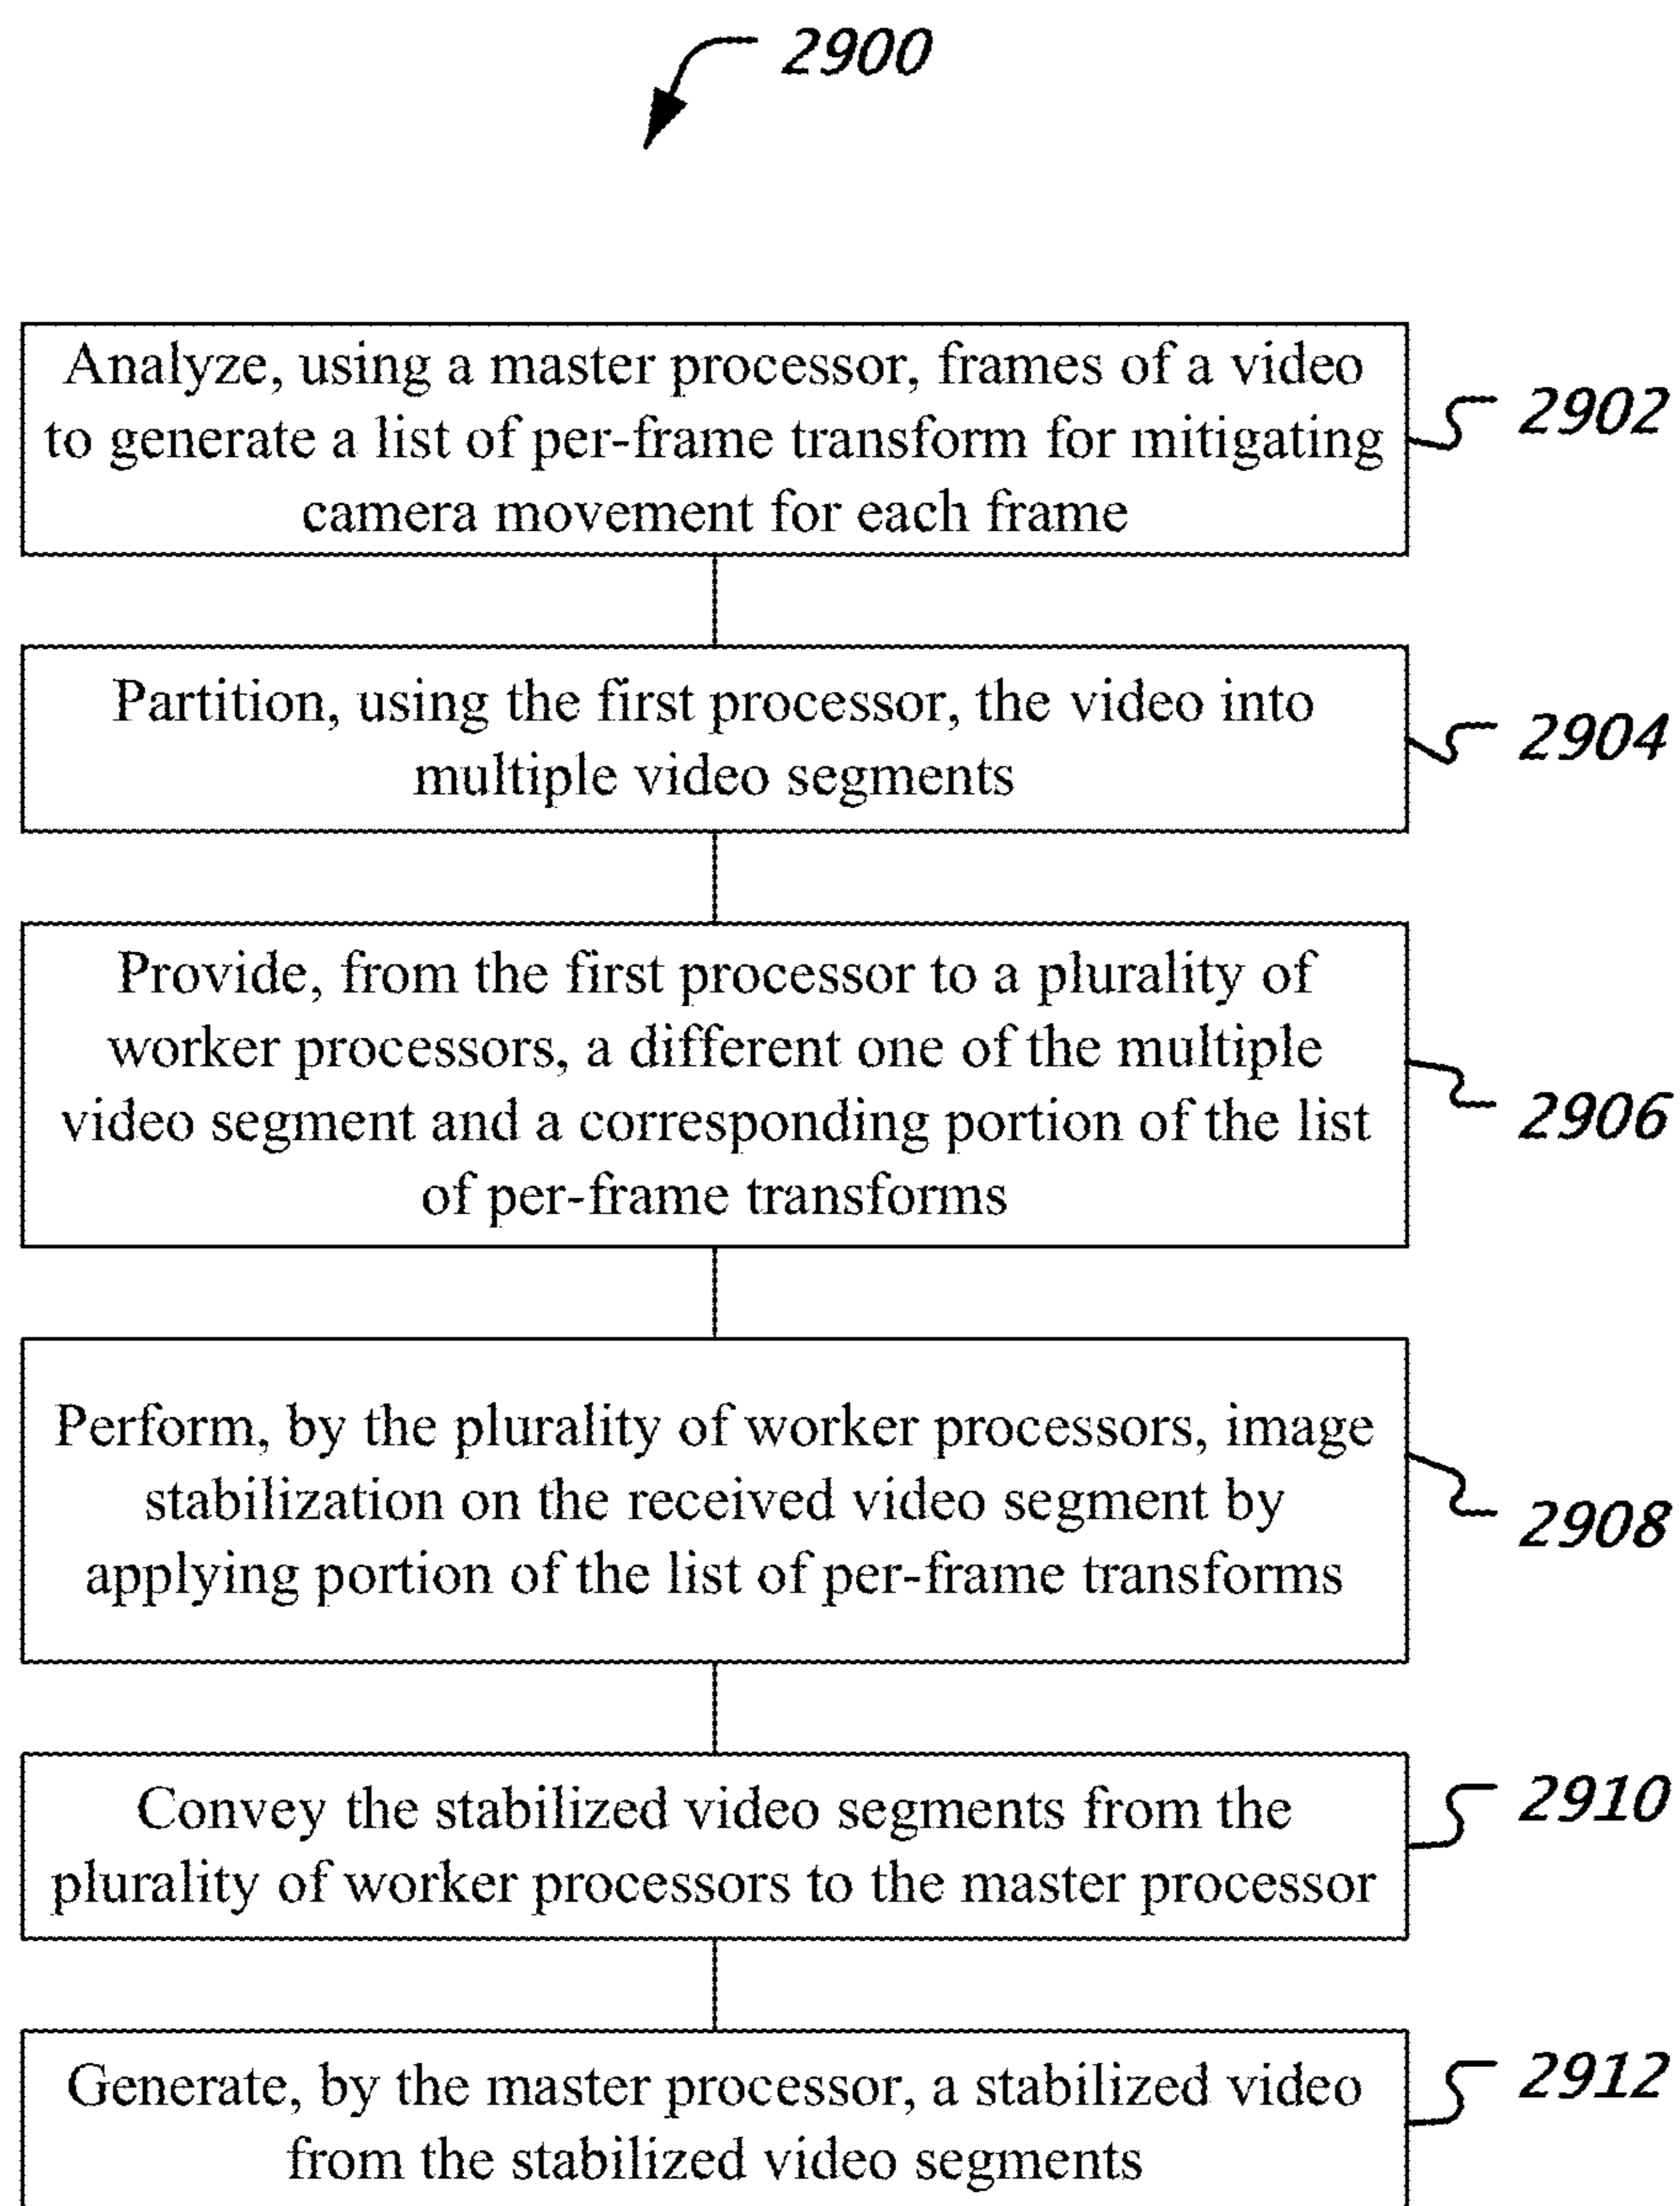 2900
Analyze, using a master processor, frames of a video
to generate a list of per-frame transform for mitigating
camera movement for each frame
2902
Partition, using the first processor, the video into
multiple video segments
2904
Provide, from the first processor to a plurality of
worker processors, a different one of the multiple
video segment and a corresponding portion of the list
of per-frame transforms
2906
Perform, by the plurality of worker processors, image
stabilization on the received video segment by
applying portion of the list of per-frame transforms
2908
Convey the stabilized video segments from the
plurality of worker processors to the master processor
2910
Generate, by the master processor, a stabilized video
from the stabilized video segments
2912